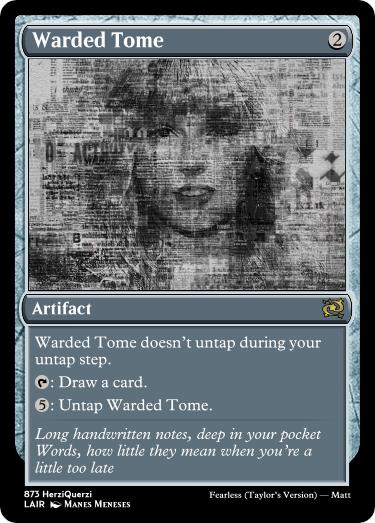 Warded Tome 2
Artifact
Warded Tome doesn't untap during your
untap step.
: Draw a card.
5: Untap Warded Tome.
Long handwritten notes, deep in your pocket
Words, how little they mean when you're a
little too late
873 HerziQuerzi
LAIR Manes Meneses
Fearless (Taylor's Version) — Matt